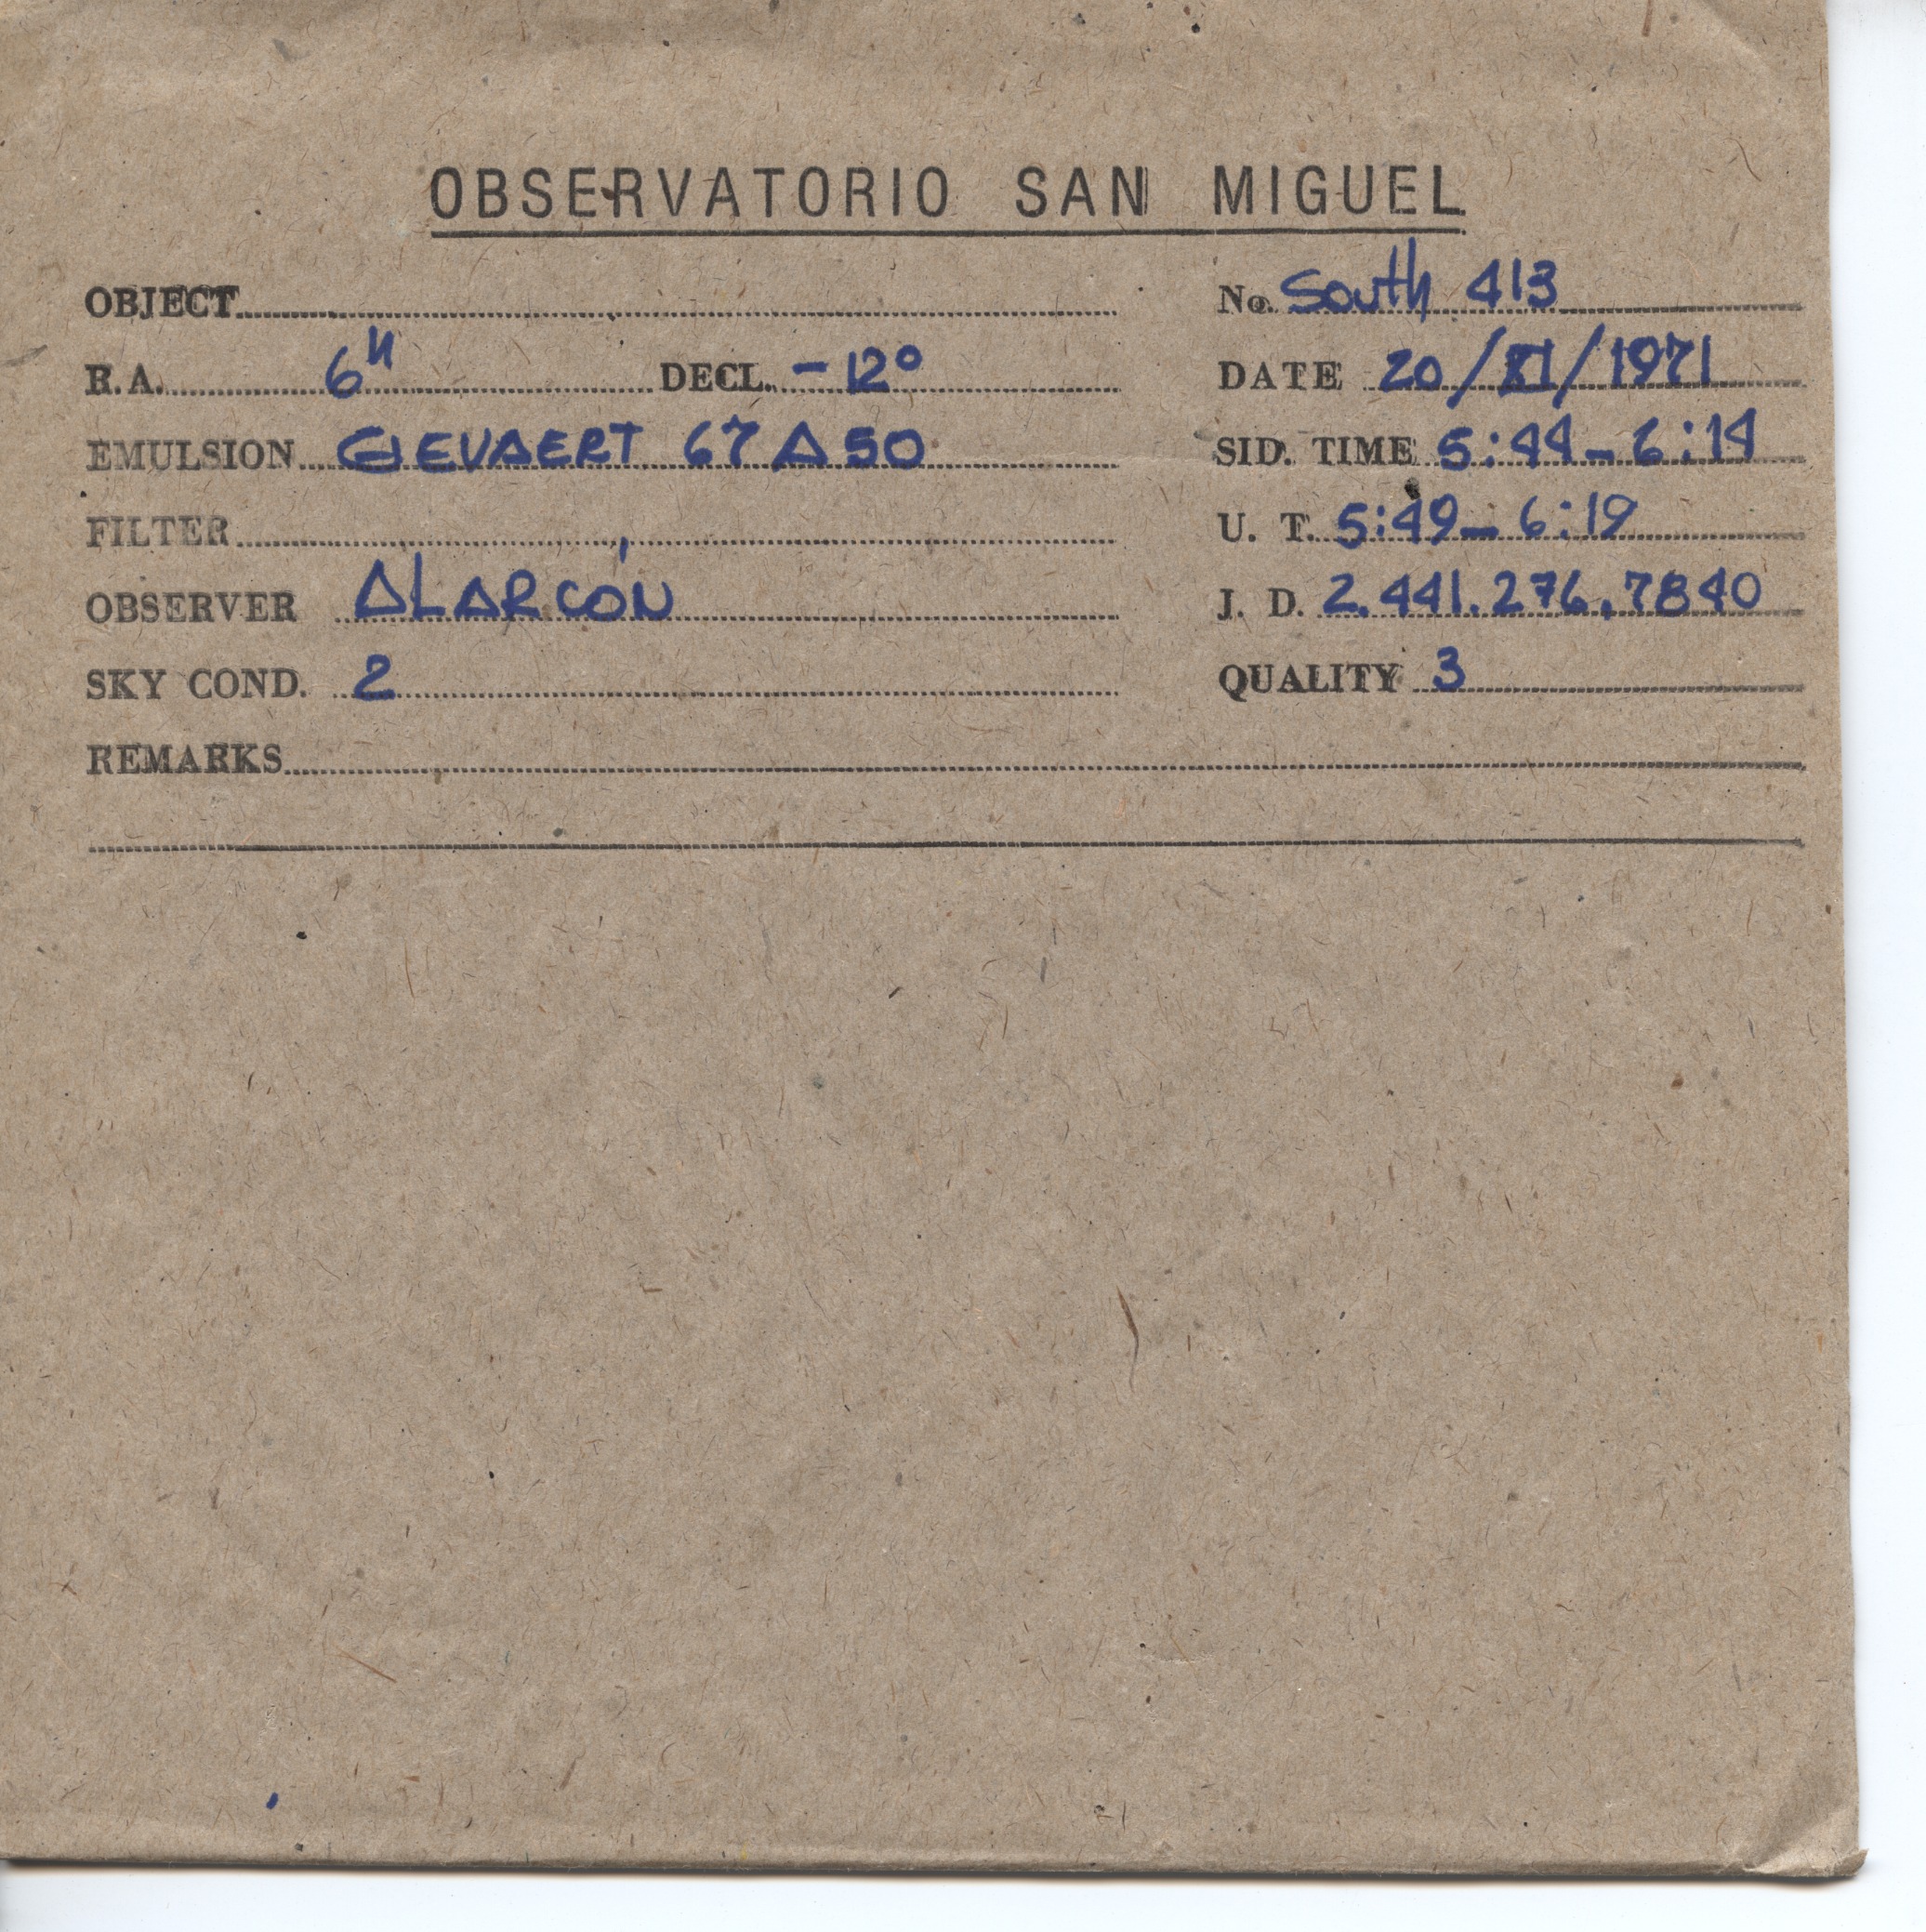 OBSERVATORIO SAN MIGUEL
OBJECT
No. South 413
R.A. 6h DECL. -12°
DATE 20/XI/1971
EMULSION GEVAERT 67A50
SID. TIME 5:44-6:14
FILTER
U. T. 5:49-6:19
OBSERVER ALARCÓN
J. D. 2.441.276,7840
SKY COND. 2
QUALITY 3
REMARKS